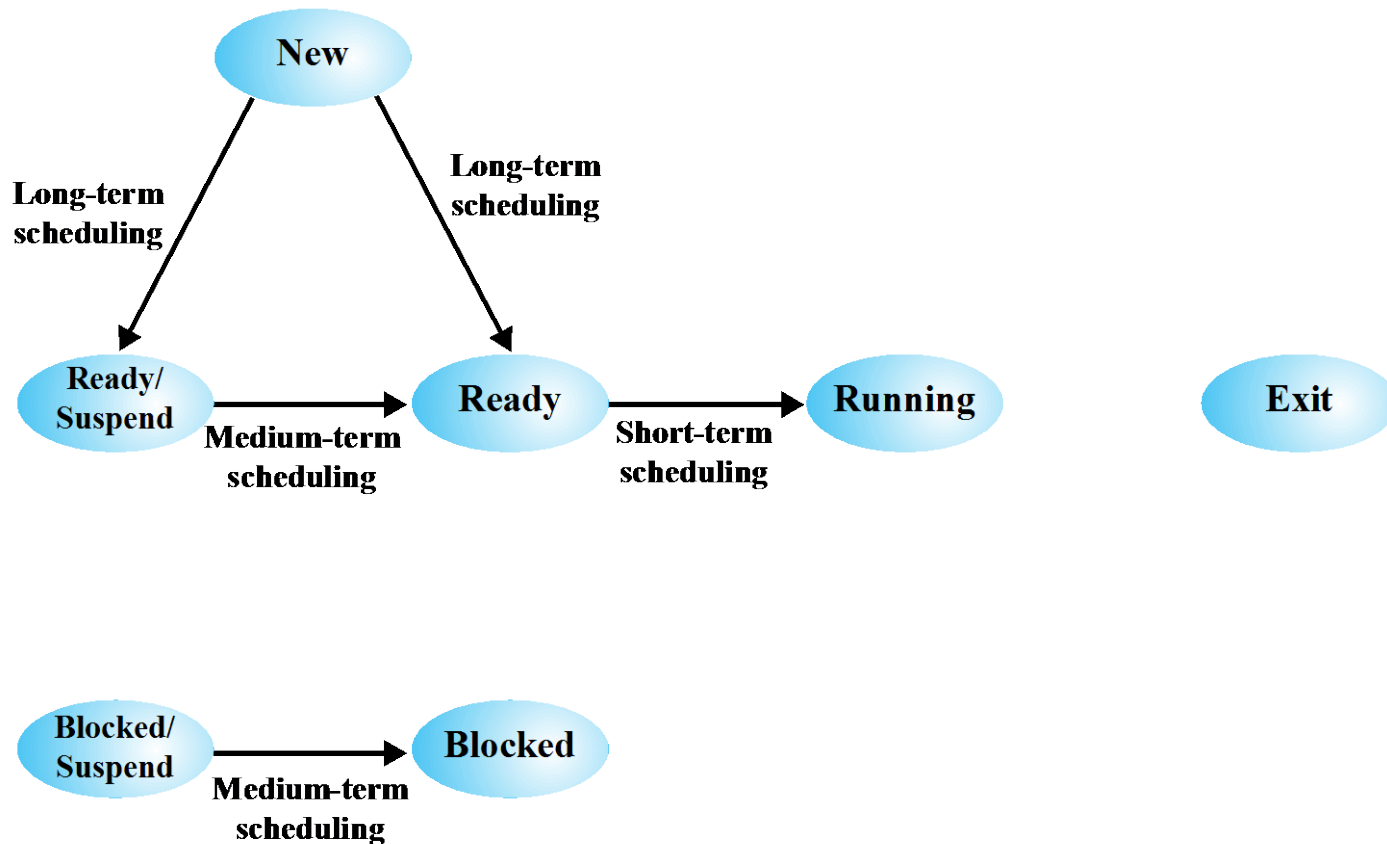 New
Long-term
scheduling
Long-term
scheduling
Ready/
Suspend
Medium-term
scheduling
Ready
Short-term
scheduling
Running
Exit
Blocked/
Suspend
Medium-term
scheduling
Blocked